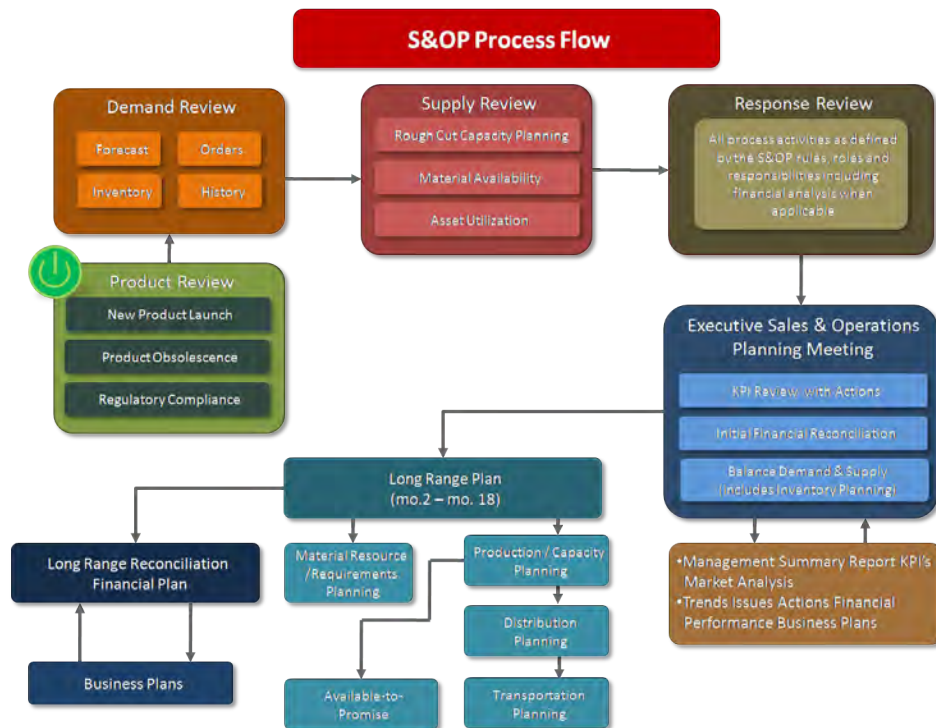 S&OP Process Flow
Demand Review
Forecast
Orders
Inventory
History
Supply Review
Rough Cut Capacity Planning
Material Availability
Asset Utilization
Response Review
All process activities as defined
by the S&OP rules, roles and
responsibilities including
financial analysis when
applicable
Product Review
New Product Launch
Product Obsolescence
Regulatory Compliance
Executive Sales & Operations
Planning Meeting
KPI Review with Actions
Initial Financial Reconciliation
Balance Demand & Supply
(includes Inventory Planning)
Long Range Plan
(mo.2 – mo. 18)
Long Range Reconciliation
Financial Plan
Material Resource
/Requirements
Planning
Production / Capacity
Planning
•Management Summary Report KPI's
Market Analysis
•Trends Issues Actions Financial
Performance Business Plans
Distribution
Planning
Business Plans
Available-to-
Promise
Transportation
Planning